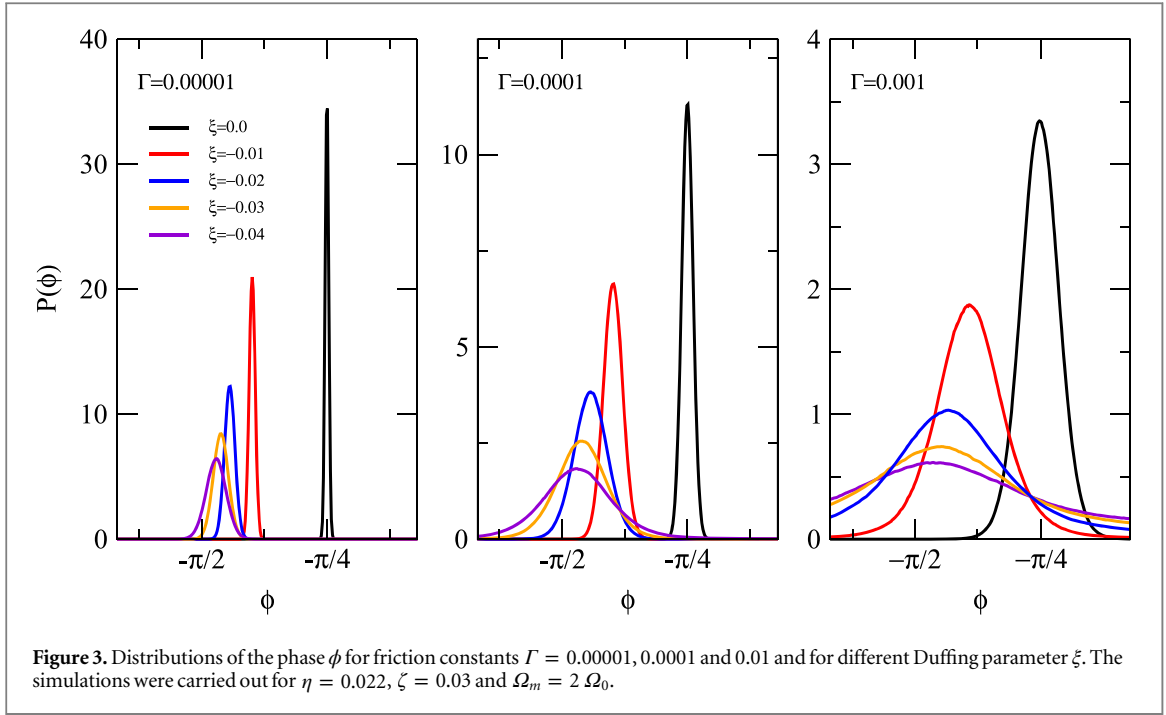 40
30
20
10
0
P(ϕ)
Γ=0.00001
ξ=0.0
ξ=−0.01
ξ=−0.02
ξ=−0.03
ξ=−0.04
-π/2
-π/4
ϕ
10
5
0
Γ=0.0001
-π/2
-π/4
ϕ
4
3
2
1
0
Γ=0.001
−π/2
−π/4
ϕ
Figure 3. Distributions of the phase ϕ for friction constants Γ = 0.00001, 0.0001 and 0.01 and for different Duffing parameter ξ. The
simulations were carried out for η = 0.022, ζ = 0.03 and Ωm = 2 Ω0.